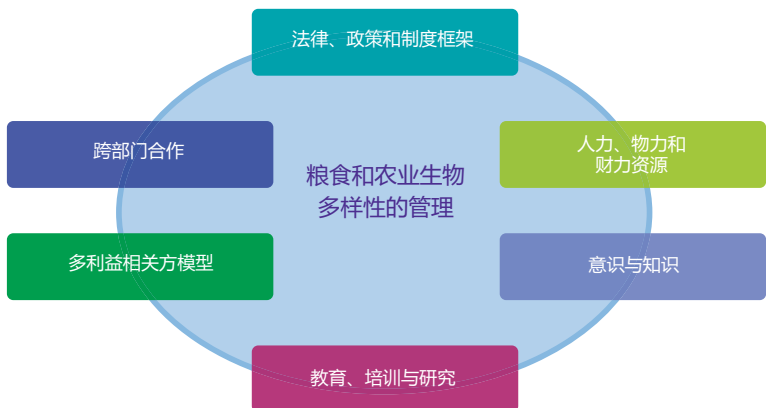 法律、政策和制度框架
跨部门合作
人力、物力和
财力资源
粮食和农业生物
多样性的管理
多利益相关方模型
意识与知识
教育、培训与研究